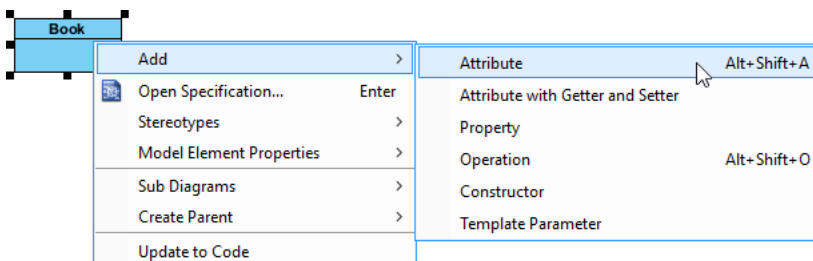 Book
Add >
Open Specification... Enter
Stereotypes >
Model Element Properties >
Sub Diagrams >
Create Parent >
Update to Code
Attribute Alt+Shift+A
Attribute with Getter and Setter
Property
Operation Alt+Shift+O
Constructor
Template Parameter